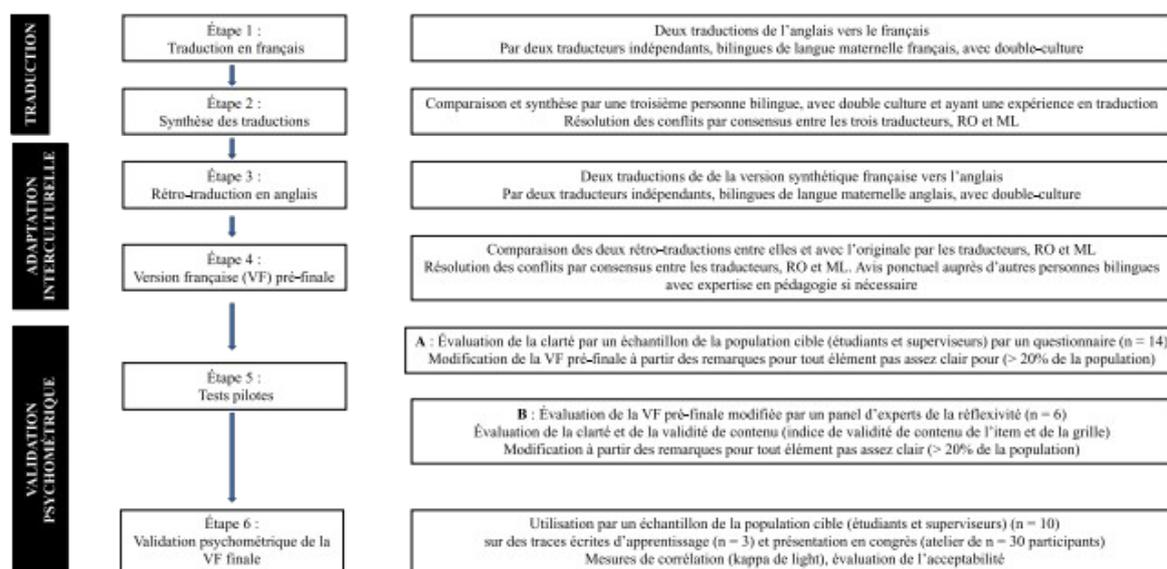 TRADUCTION
Étape 1 :
Traduction en français
Deux traductions de l'anglais vers le français
Par deux traducteurs indépendants, bilingues de langue maternelle français, avec double-culture
Étape 2 :
Synthèse des traductions
Comparaison et synthèse par une troisième personne bilingue, avec double culture et ayant une expérience en traduction
Résolution des conflits par consensus entre les trois traducteurs, RO et ML
ADAPTATION
INTERCULTURELLE
Étape 3 :
Rétro-traduction en anglais
Deux traductions de de la version synthétique française vers l'anglais
Par deux traducteurs indépendants, bilingues de langue maternelle anglais, avec double-culture
Étape 4 :
Version française (VF) pré-finale
Comparaison des deux rétro-traductions entre elles et avec l'originale par les traducteurs, RO et ML
Résolution des conflits par consensus entre les traducteurs, RO et ML. Avis ponctuel auprès d'autres personnes bilingues
avec expertise en pédagogie si nécessaire
VALIDATION
PSYCHOMÉTRIQUE
Étape 5 :
Tests pilotes
A : Évaluation de la clarté par un échantillon de la population cible (étudiants et superviseurs) par un questionnaire (n = 14)
Modification de la VF pré-finale à partir des remarques pour tout élément pas assez clair pour (> 20% de la population)
B : Évaluation de la VF pré-finale modifiée par un panel d'experts de la réflexivité (n = 6)
Évaluation de la clarté et de la validité de contenu (indice de validité de contenu de l'item et de la grille)
Modification à partir des remarques pour tout élément pas assez clair (> 20% de la population)
Étape 6 :
Validation psychométrique de la
VF finale
Utilisation par un échantillon de la population cible (étudiants et superviseurs) (n = 10)
sur des traces écrites d'apprentissage (n = 3) et présentation en congrès (atelier de n = 30 participants)
Mesures de corrélation (kappa de light), évaluation de l'acceptabilité